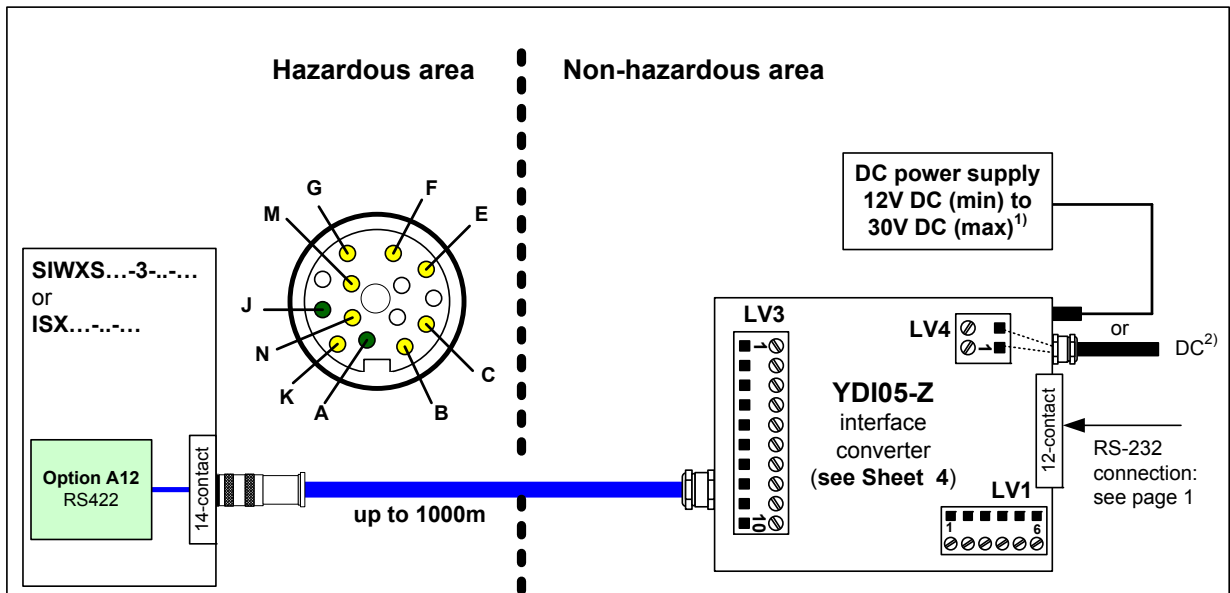 Hazardous area
Non-hazardous area
DC power supply
12V DC (min) to
30V DC (max)1)
G
F
M
E
J
N
K
A
B
C
SIWXS...-3-..-...
or
ISX...-..-...
Option A12
RS422
14-contact
up to 1000m
LV3
1
10
LV4
1
or
DC2)
YDI05-Z
interface
converter
(see Sheet 4)
12-contact
RS-232
connection:
see page 1
LV1
1
6